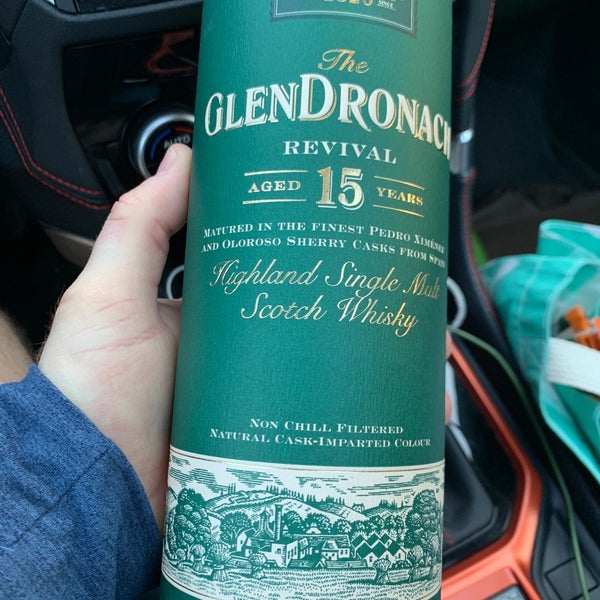 The
GLENDRONACH
REVIVAL
AGED 15 YEARS
MATURED IN THE FINEST PEDRO XIMÉNEZ
AND OLOROSO SHERRY CASKS FROM SPAIN
Highland Single Malt
Scotch Whisky
NON CHILL FILTERED
NATURAL CASK-IMPARTED COLOUR
AUTO